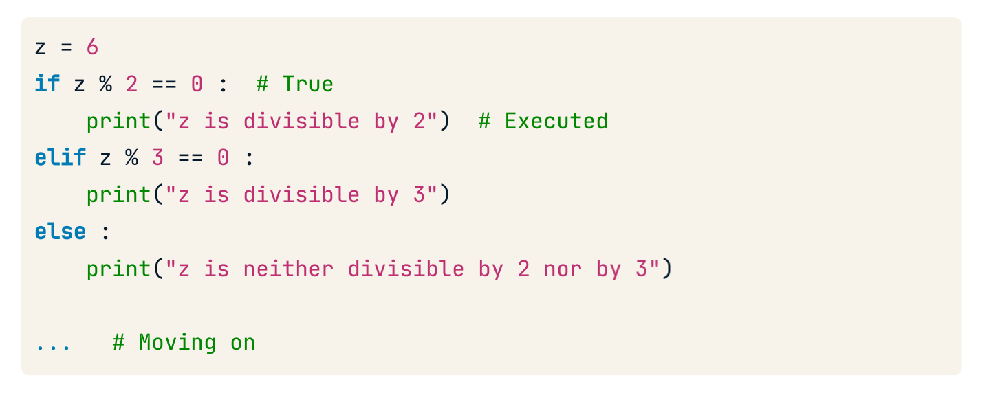 z = 6
if z % 2 == 0 :  # True
    print("z is divisible by 2")  # Executed
elif z % 3 == 0 :
    print("z is divisible by 3")
else :
    print("z is neither divisible by 2 nor by 3")

...   # Moving on